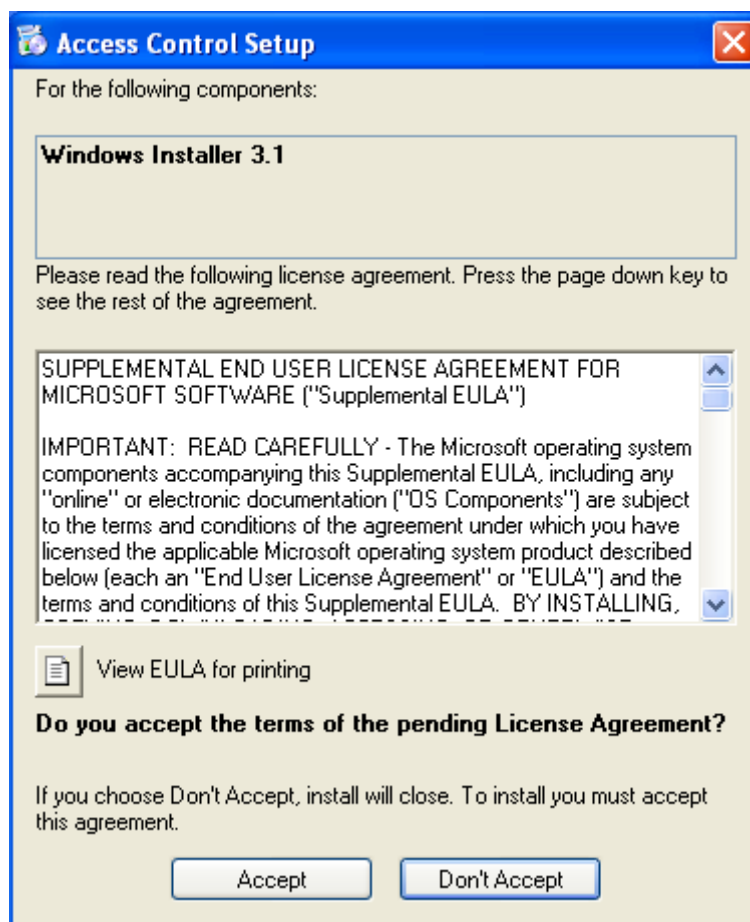 Access Control Setup
For the following components:
Windows Installer 3.1
Please read the following license agreement. Press the page down key to
see the rest of the agreement.
SUPPLEMENTAL END USER LICENSE AGREEMENT FOR
MICROSOFT SOFTWARE ("Supplemental EULA")
IMPORTANT:  READ CAREFULLY - The Microsoft operating system
components accompanying this Supplemental EULA, including any
"online" or electronic documentation ("OS Components") are subject
to the terms and conditions of the agreement under which you have
licensed the applicable Microsoft operating system product described
below (each an "End User License Agreement" or "EULA") and the
terms and conditions of this Supplemental EULA.  BY INSTALLING,
View EULA for printing
Do you accept the terms of the pending License Agreement?
If you choose Don't Accept, install will close. To install you must accept
this agreement.
Accept
Don't Accept